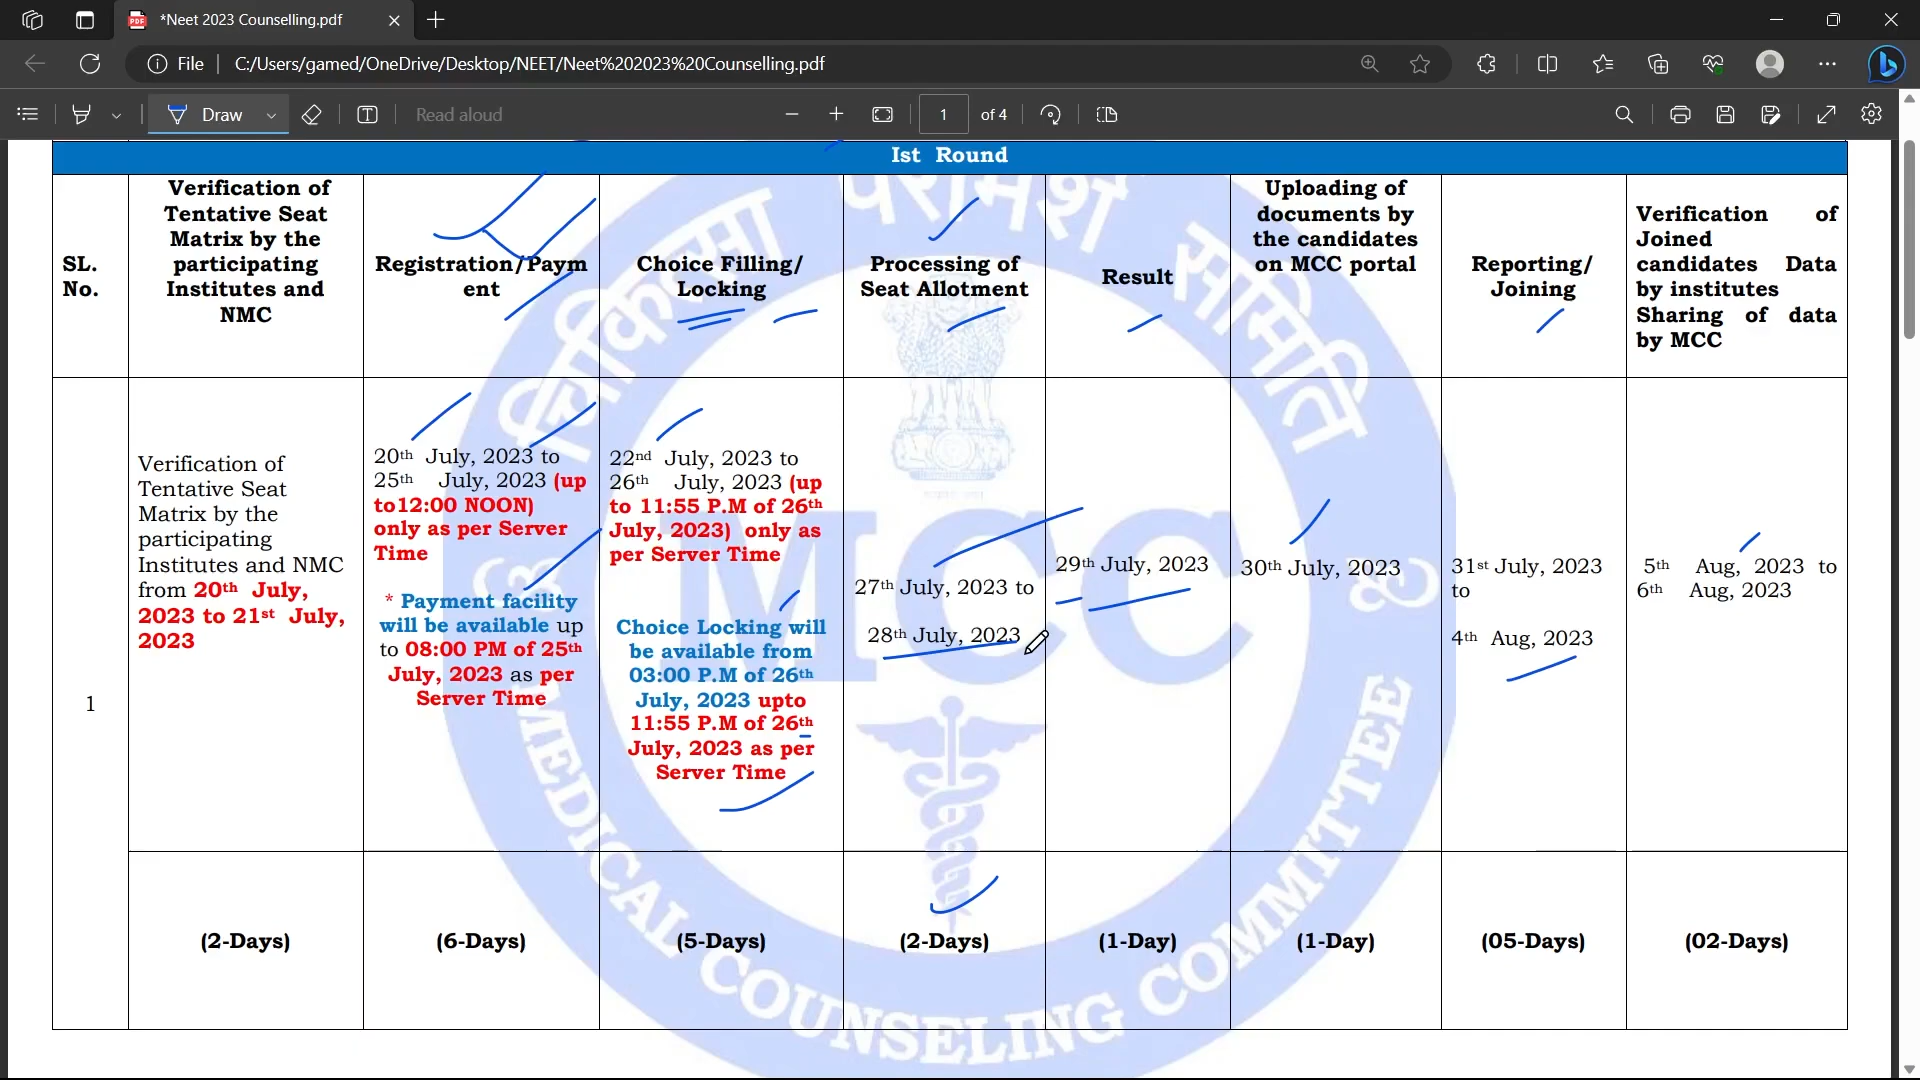 *Neet 2023 Counselling.pdf
File
C:/Users/gamed/OneDrive/Desktop/NEET/Neet%202023%20Counselling.pdf
Draw
Read aloud
1
of 4
Ist Round
SL.
No.
Verification of
Tentative Seat
Matrix by the
participating
Institutes and
NMC
Registration/Paym
ent
Choice Filling/
Locking
Processing of
Seat Allotment
Result
Uploading of
documents by
the candidates
on MCC portal
Reporting/
Joining
Verification of
Joined
candidates Data
by institutes
Sharing of data
by MCC
1
Verification of
Tentative Seat
Matrix by the
participating
Institutes and NMC
from 20th July,
2023 to 21st July,
2023
20th July, 2023 to
25th July, 2023 (up
to12:00 NOON)
only as per Server
Time
* Payment facility
will be available up
to 08:00 PM of 25th
July, 2023 as per
Server Time
22nd July, 2023 to
26th July, 2023 (up
to 11:55 P.M of 26th
July, 2023) only as
per Server Time
Choice Locking will
be available from
03:00 P.M of 26th
July, 2023 upto
11:55 P.M of 26th
July, 2023 as per
Server Time
27th July, 2023 to
28th July, 2023
29th July, 2023
30th July, 2023
31st July, 2023
to
4th Aug, 2023
5th Aug, 2023 to
6th Aug, 2023
(2-Days)
(6-Days)
(5-Days)
(2-Days)
(1-Day)
(1-Day)
(05-Days)
(02-Days)
चिकित्सा परामर्श समिति
MCC
MEDICAL COUNSELING COMMITTEE